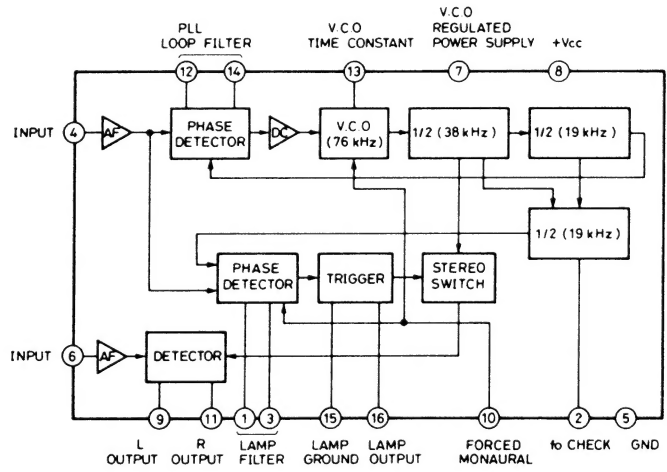 PLL
LOOP FILTER
V.C.O
TIME CONSTANT
V.C.O
REGULATED
POWER SUPPLY
+Vcc
12
14
13
7
8
INPUT
4
AF
PHASE
DETECTOR
DC
V.C.O
(76 kHz)
1/2 (38 kHz)
1/2 (19 kHz)
1/2 (19 kHz)
PHASE
DETECTOR
TRIGGER
STEREO
SWITCH
INPUT
6
AF
DETECTOR
9
11
1
3
15
16
10
2
5
L
OUTPUT
R
OUTPUT
LAMP
FILTER
LAMP
GROUND
LAMP
OUTPUT
FORCED
MONAURAL
to CHECK
GND